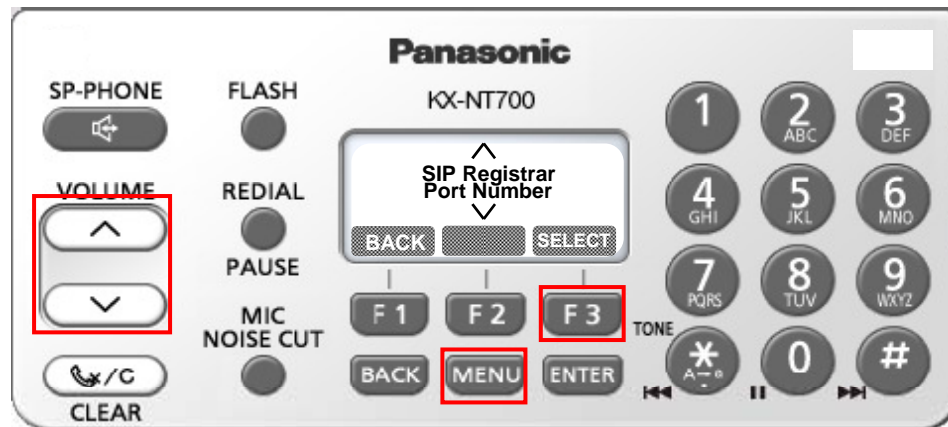 Panasonic
KX-NT700
SP-PHONE
FLASH
VOLUME
REDIAL
PAUSE
MIC
NOISE CUT
CLEAR
SIP Registrar
Port Number
BACK SELECT
F 1 F 2 F 3
BACK MENU ENTER
/C
TONE
1 2 3
ABC DEF
4 5 6
GHI JKL MNO
7 8 9
PQRS TUV WXYZ
* 0 #